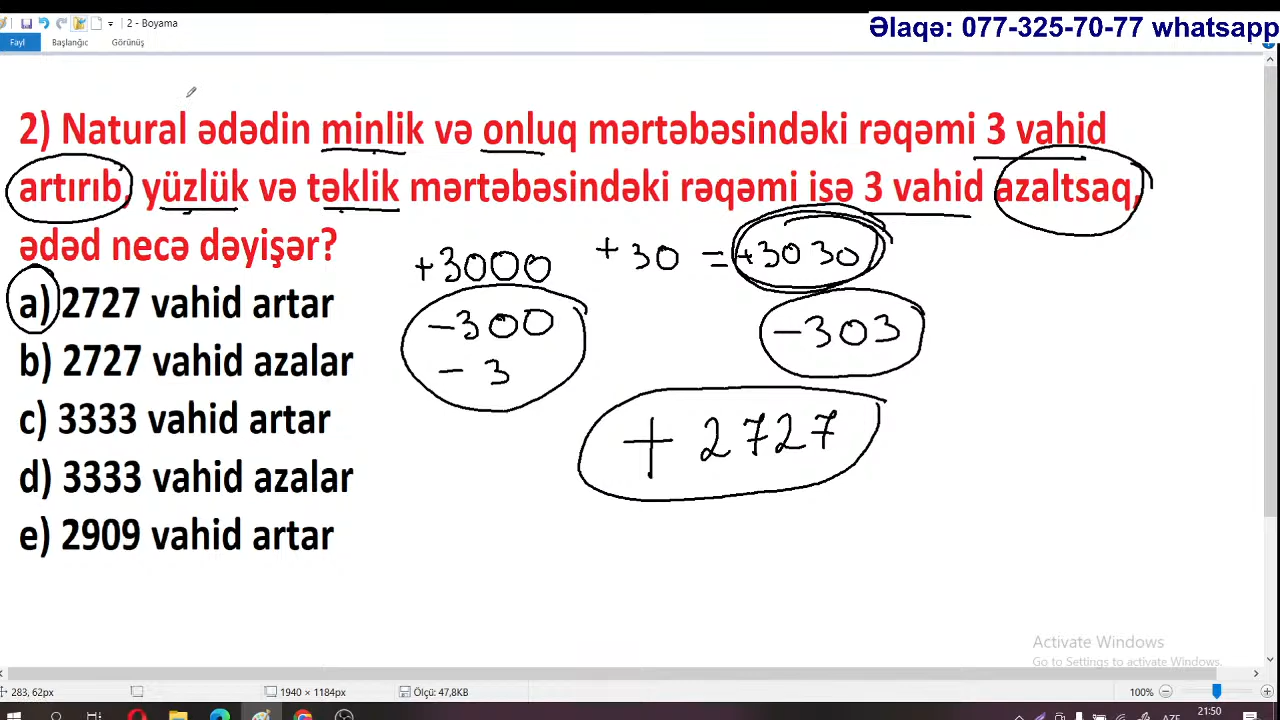 2 - Boyama
Əlaqə: 077-325-70-77 whatsapp
Fayl Başlanğıc Görünüş
2) Natural ədədin minlik və onluq mərtəbəsindəki rəqəmi 3 vahid
artırıb, yüzlük və təklik mərtəbəsindəki rəqəmi isə 3 vahid azaltsaq,
ədəd necə dəyişər?
+3000 +30 = +3030
a) 2727 vahid artar
-300 -303
b) 2727 vahid azalar
-3
c) 3333 vahid artar
+2727
d) 3333 vahid azalar
e) 2909 vahid artar
Activate Windows
Go to Settings to activate Windows.
283, 62px 1940 × 1184px Ölçü: 47,8KB 100%
AZE 21:50